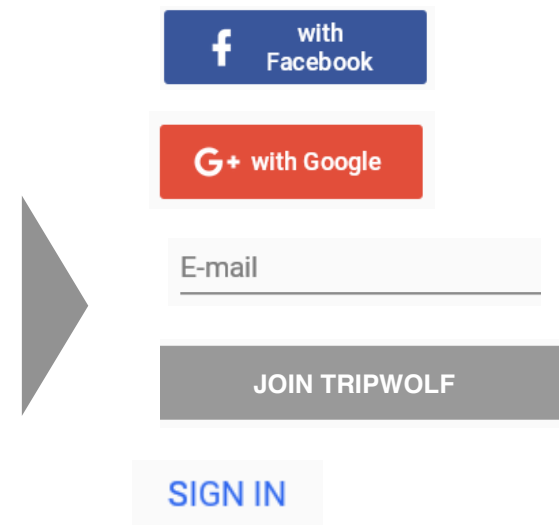 with
Facebook
G+ with Google
E-mail
JOIN TRIPWOLF
SIGN IN